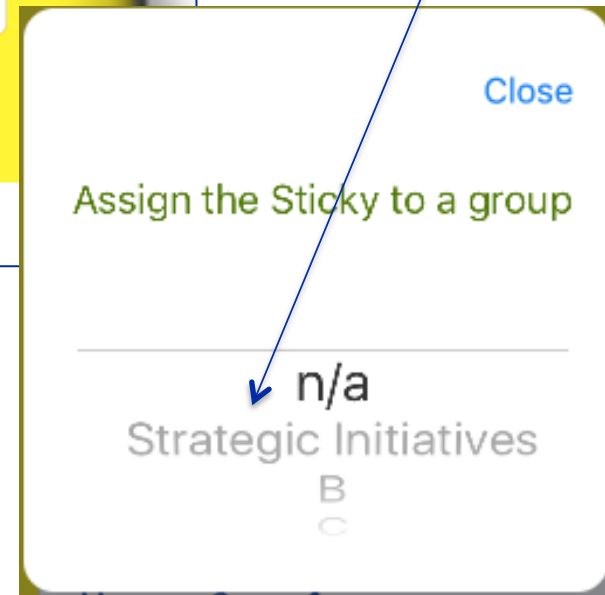 Close
Assign the Sticky to a group
n/a
Strategic Initiatives
B
C